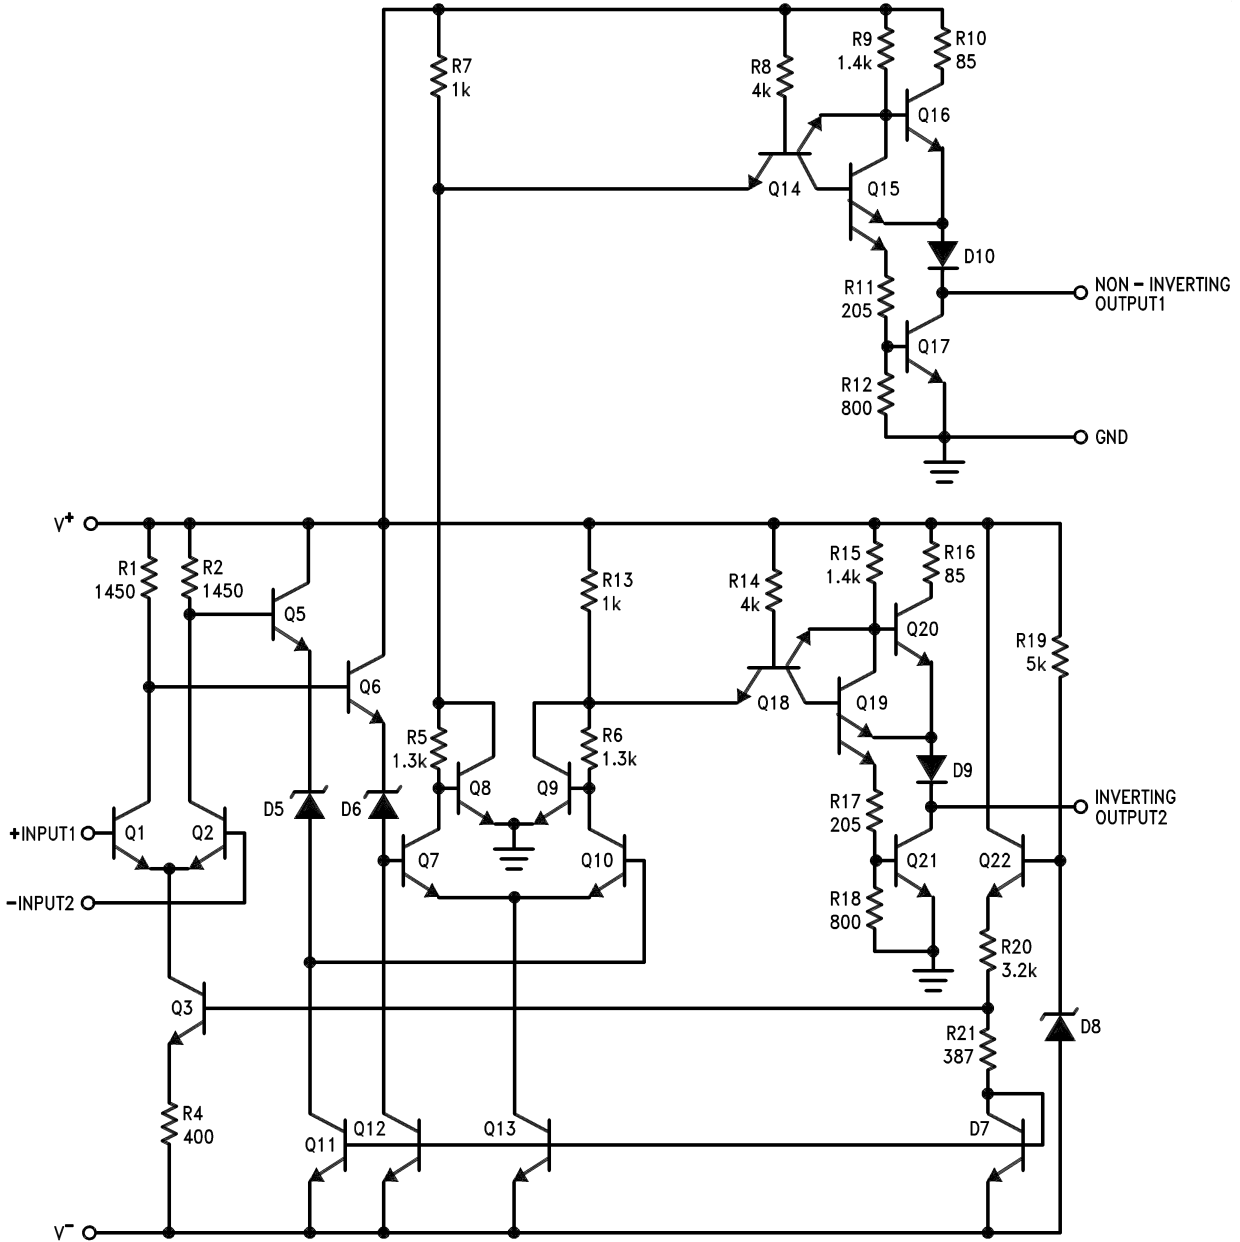 R7
1k
R8
4k
R9
1.4k
R10
85
Q16
Q14
Q15
D10
R11
205
NON – INVERTING
OUTPUT1
Q17
R12
800
GND
V+
R1
1450
R2
1450
Q5
Q6
R13
1k
R14
4k
R15
1.4k
R16
85
Q20
R19
5k
Q18
Q19
R5
1.3k
R6
1.3k
Q8
Q9
D9
D5
D6
R17
205
INVERTING
OUTPUT2
+INPUT1
Q1
Q2
Q7
Q10
Q21
Q22
-INPUT2
R18
800
R20
3.2k
Q3
R21
387
D8
R4
400
Q11
Q12
Q13
D7
V-